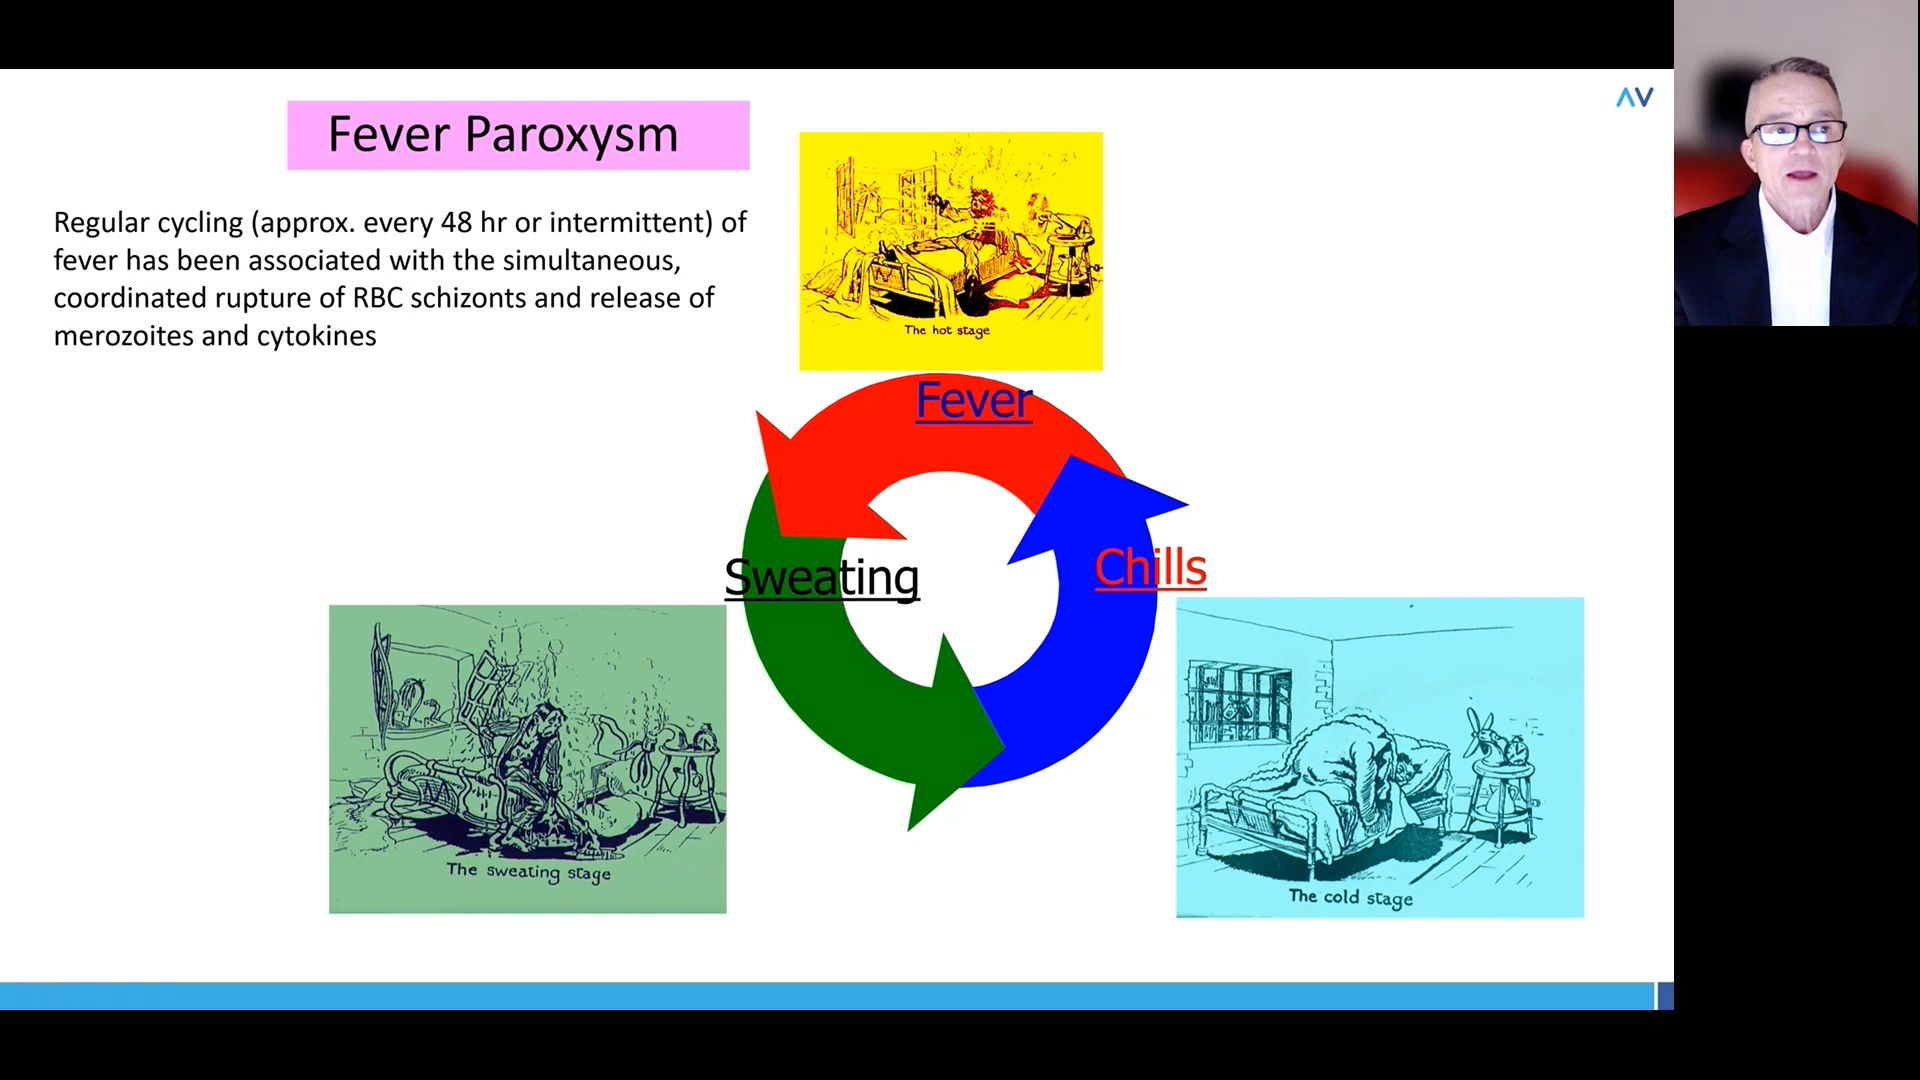 Fever Paroxysm
Regular cycling (approx. every 48 hr or intermittent) of
fever has been associated with the simultaneous,
coordinated rupture of RBC schizonts and release of
merozoites and cytokines
The hot stage
Fever
Chills
Sweating
The sweating stage
The cold stage
AV